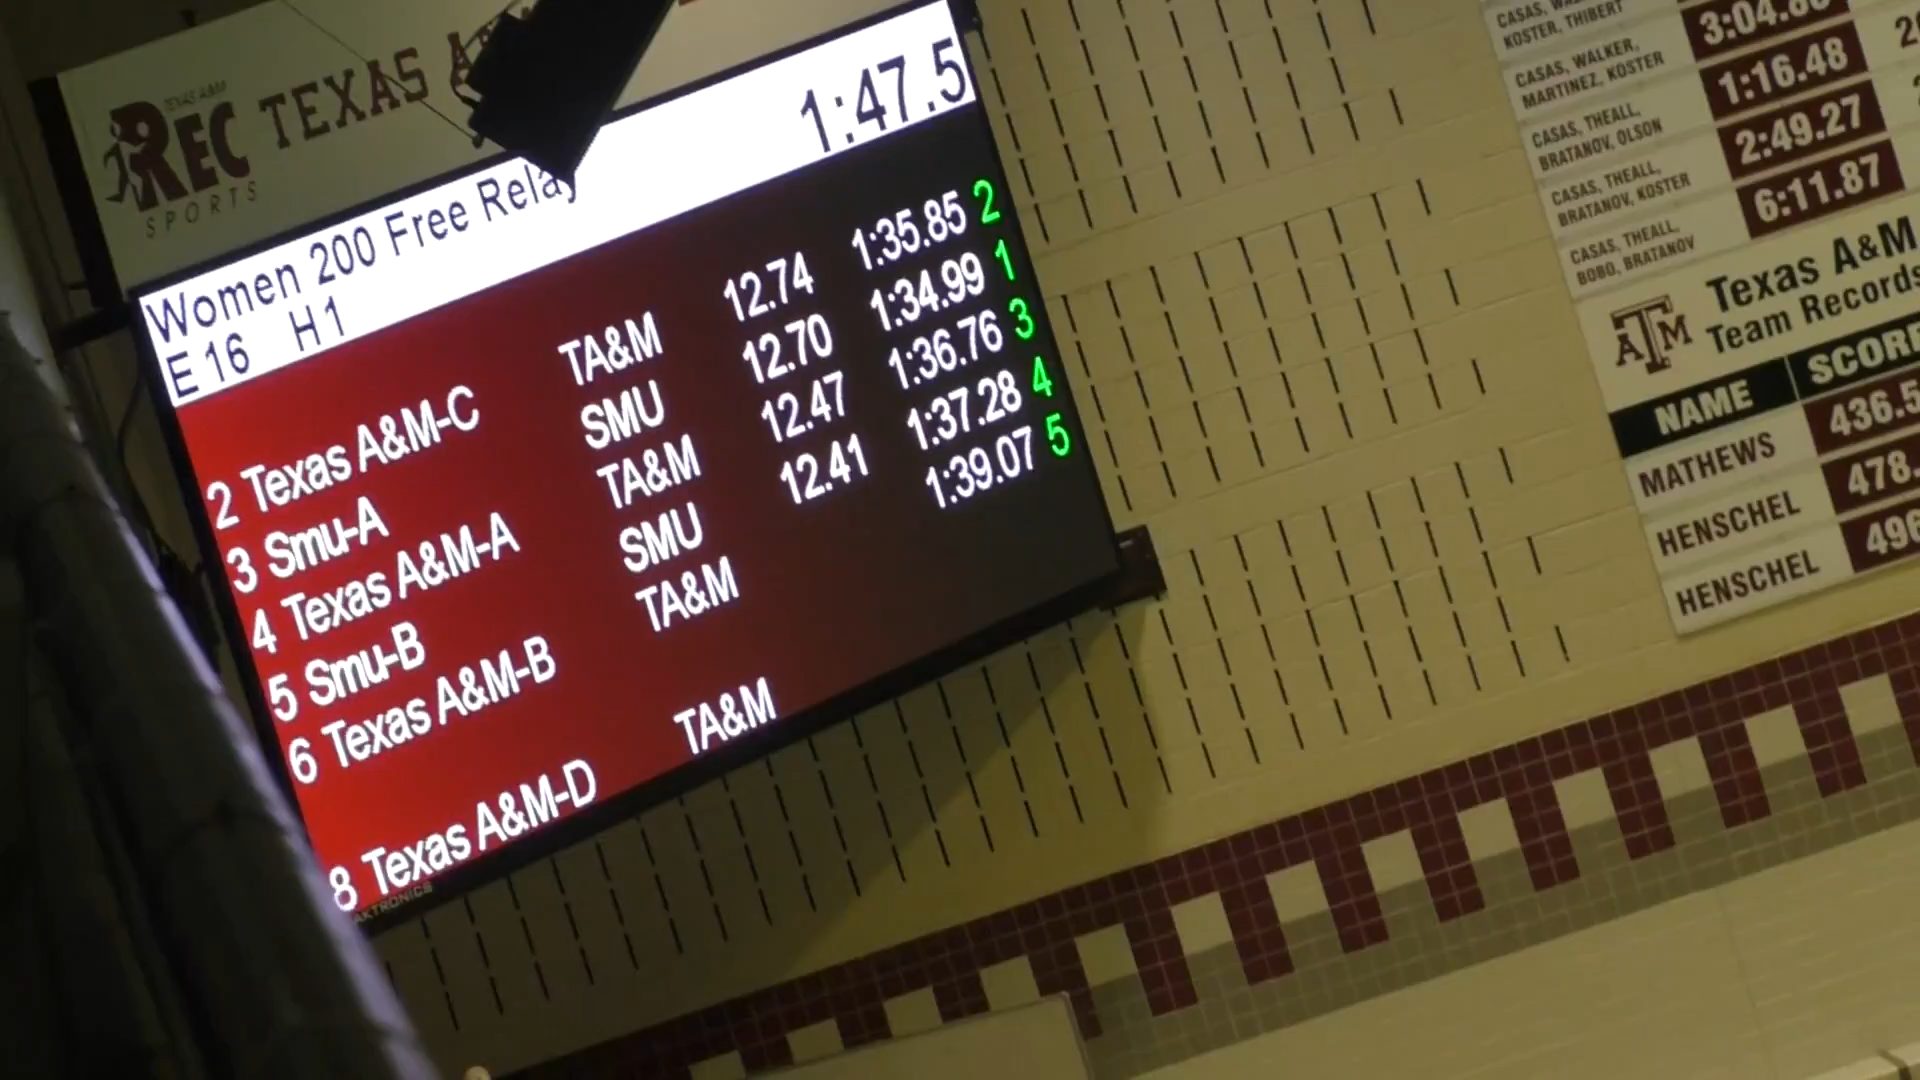 TEXAS A&M
REC
SPORTS
TEXAS
1:47.5
Women 200 Free Relay
E 16 H 1
2 Texas A&M-C TA&M 12.74 1:35.85 2
3 Smu-A SMU 12.70 1:34.99 1
4 Texas A&M-A TA&M 12.47 1:36.76 3
5 Smu-B SMU 12.41 1:37.28 4
6 Texas A&M-B TA&M 1:39.07 5
8 Texas A&M-D TA&M
CASAS,
KOSTER, THIBERT
CASAS, WALKER,
MARTINEZ, KOSTER
1:16.48
CASAS, THEALL,
BRATANOV, OLSON
2:49.27
CASAS, THEALL,
BRATANOV, KOSTER
6:11.87
CASAS, THEALL,
BOBO, BRATANOV
ATM
Texas A&M
Team Records
NAME SCORE
MATHEWS 436.5
HENSCHEL 478.
HENSCHEL 496